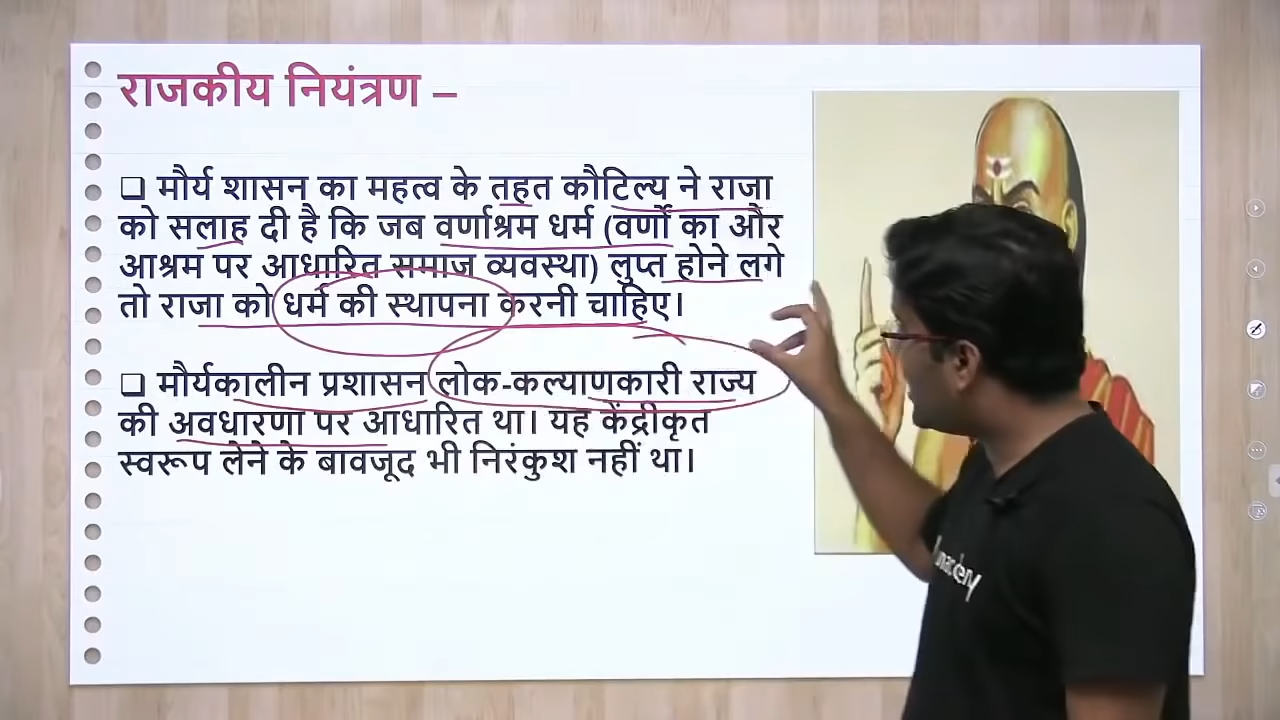 राजकीय नियंत्रण –
❑ मौर्य शासन का महत्व के तहत कौटिल्य ने राजा
को सलाह दी है कि जब वर्णाश्रम धर्म (वर्णों का और
आश्रम पर आधारित समाज व्यवस्था) लुप्त होने लगे
तो राजा को धर्म की स्थापना करनी चाहिए।
❑ मौर्यकालीन प्रशासन लोक-कल्याणकारी राज्य
की अवधारणा पर आधारित था। यह केंद्रीकृत
स्वरूप लेने के बावजूद भी निरंकुश नहीं था।